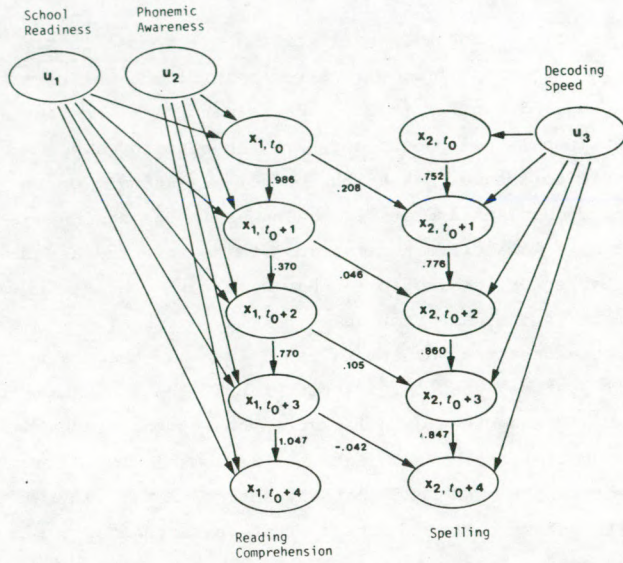 School
Readiness
Phonemic
Awareness
u₁
u₂
Decoding
Speed
x₁, t₀
x₂, t₀
u₃
.986
.208
.752
x₁, t₀+1
x₂, t₀+1
.370
.046
.776
x₁, t₀+2
x₂, t₀+2
.770
.105
.860
x₁, t₀+3
x₂, t₀+3
1.047
-.042
.847
x₁, t₀+4
x₂, t₀+4
Reading
Comprehension
Spelling